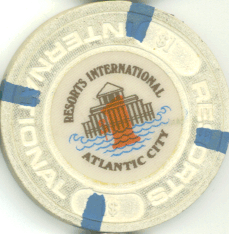 RESORTS INTERNATIONAL
ATLANTIC CITY
RESORTS
INTERNATIONAL